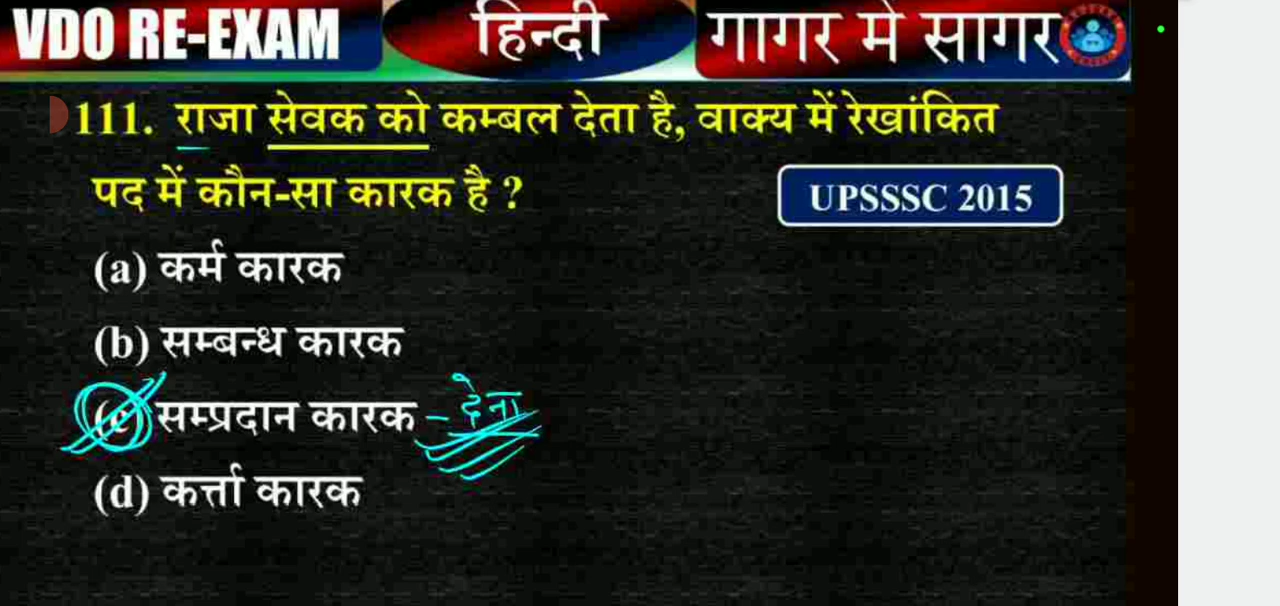 VDO RE-EXAM हिन्दी गागर में सागर
111. राजा सेवक को कम्बल देता है, वाक्य में रेखांकित
पद में कौन-सा कारक है ?
UPSSSC 2015
(a) कर्म कारक
(b) सम्बन्ध कारक
(c) सम्प्रदान कारक - देना
(d) कर्त्ता कारक